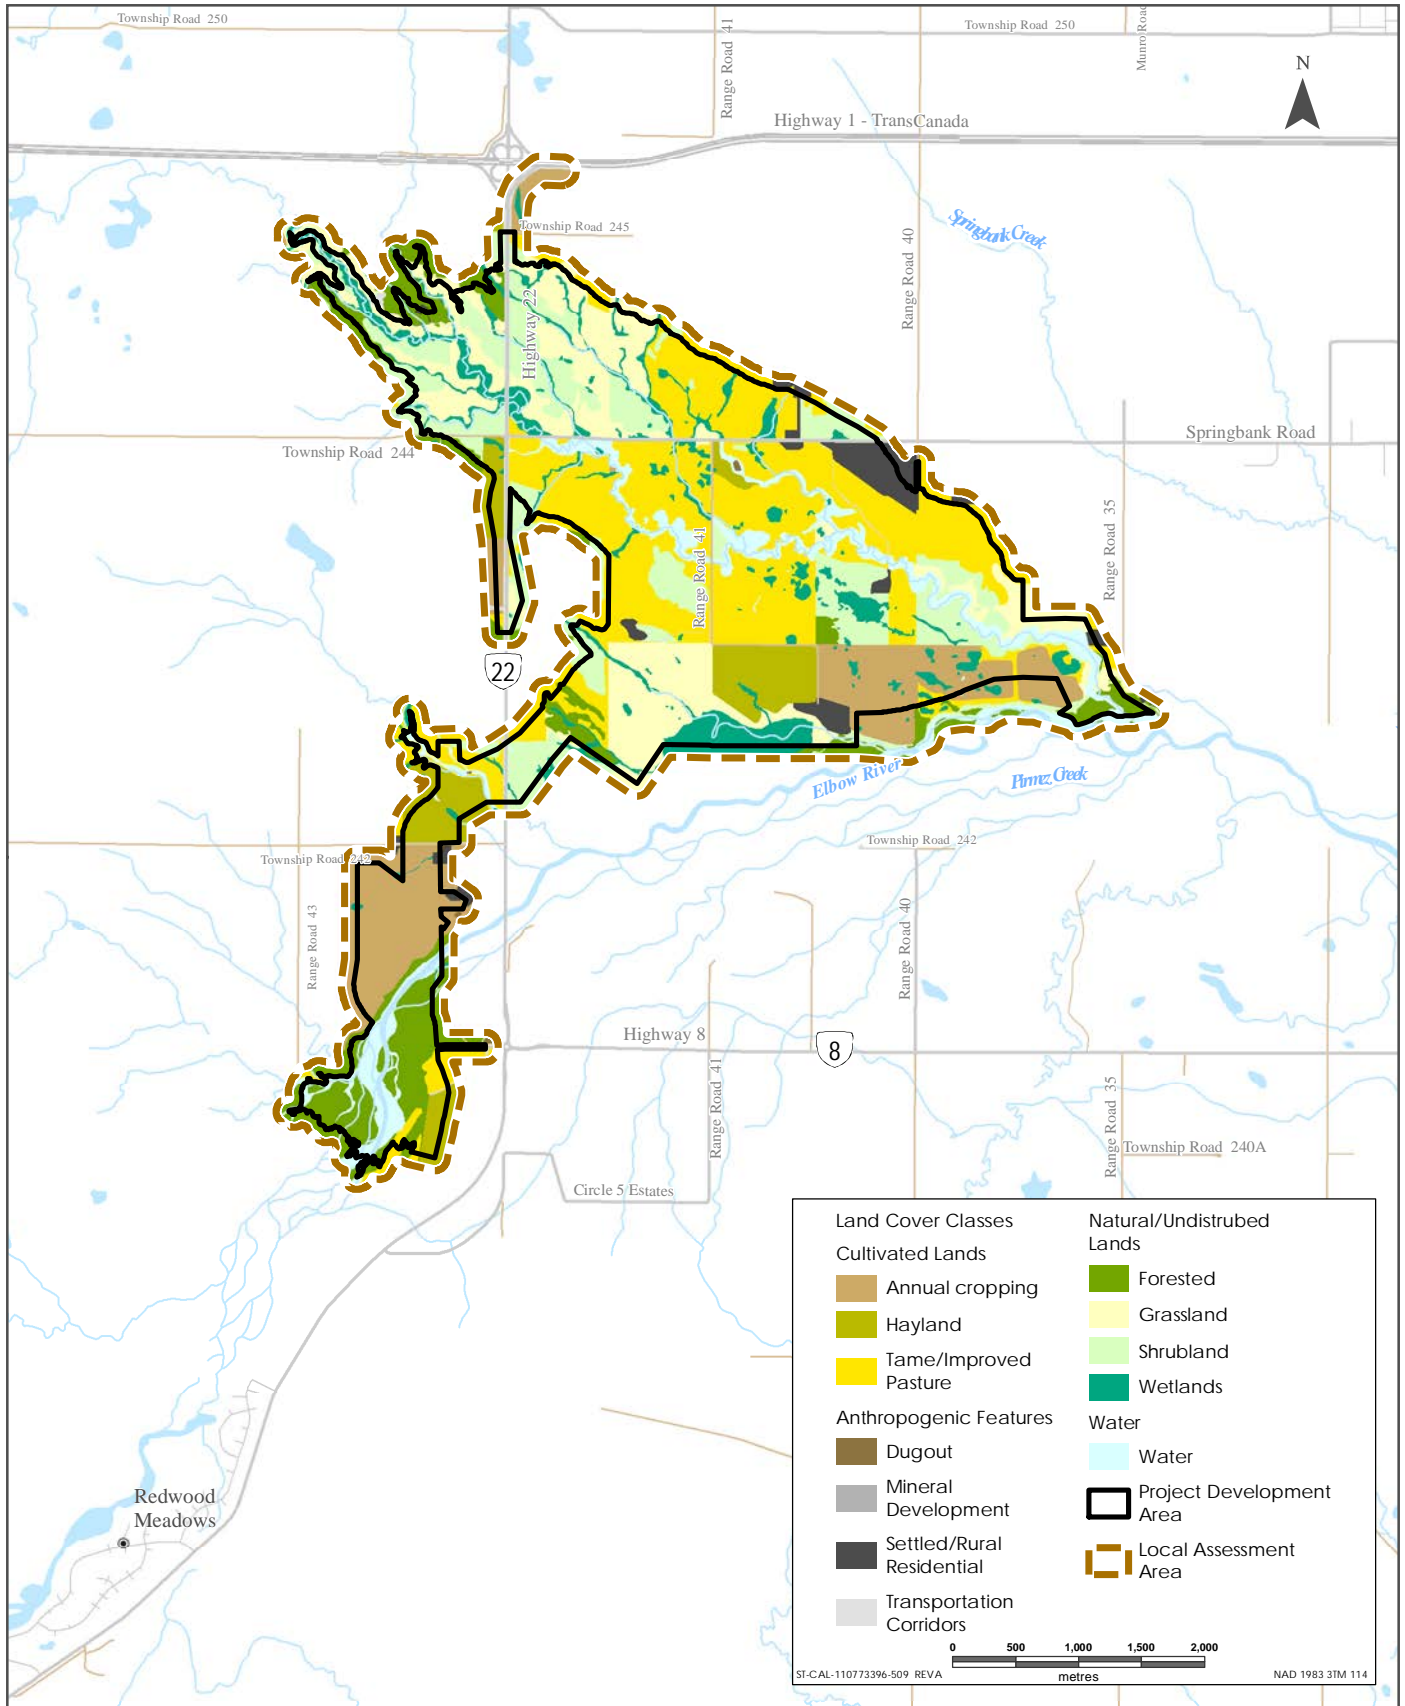 Township Road 250
Range Road 41
Township Road 250
Munro Road
N
Highway 1 - TransCanada
Township Road 245
Springbank Creek
Range Road 40
Highway 22
Township Road 244
Springbank Road
Range Road 41
Range Road 35
22
Elbow River
Pirmez Creek
Township Road 242
Township Road 242
Range Road 43
Range Road 40
Highway 8
8
Range Road 41
Range Road 35
Township Road 240A
Circle 5 Estates
Redwood
Meadows
Land Cover Classes
Cultivated Lands
Annual cropping
Hayland
Tame/Improved
Pasture
Anthropogenic Features
Dugout
Mineral
Development
Settled/Rural
Residential
Transportation
Corridors
Natural/Undistrubed
Lands
Forested
Grassland
Shrubland
Wetlands
Water
Water
Project Development
Area
Local Assessment
Area
0 500 1,000 1,500 2,000
metres
ST-CAL-110773396-509 REVA
NAD 1983 3TM 114